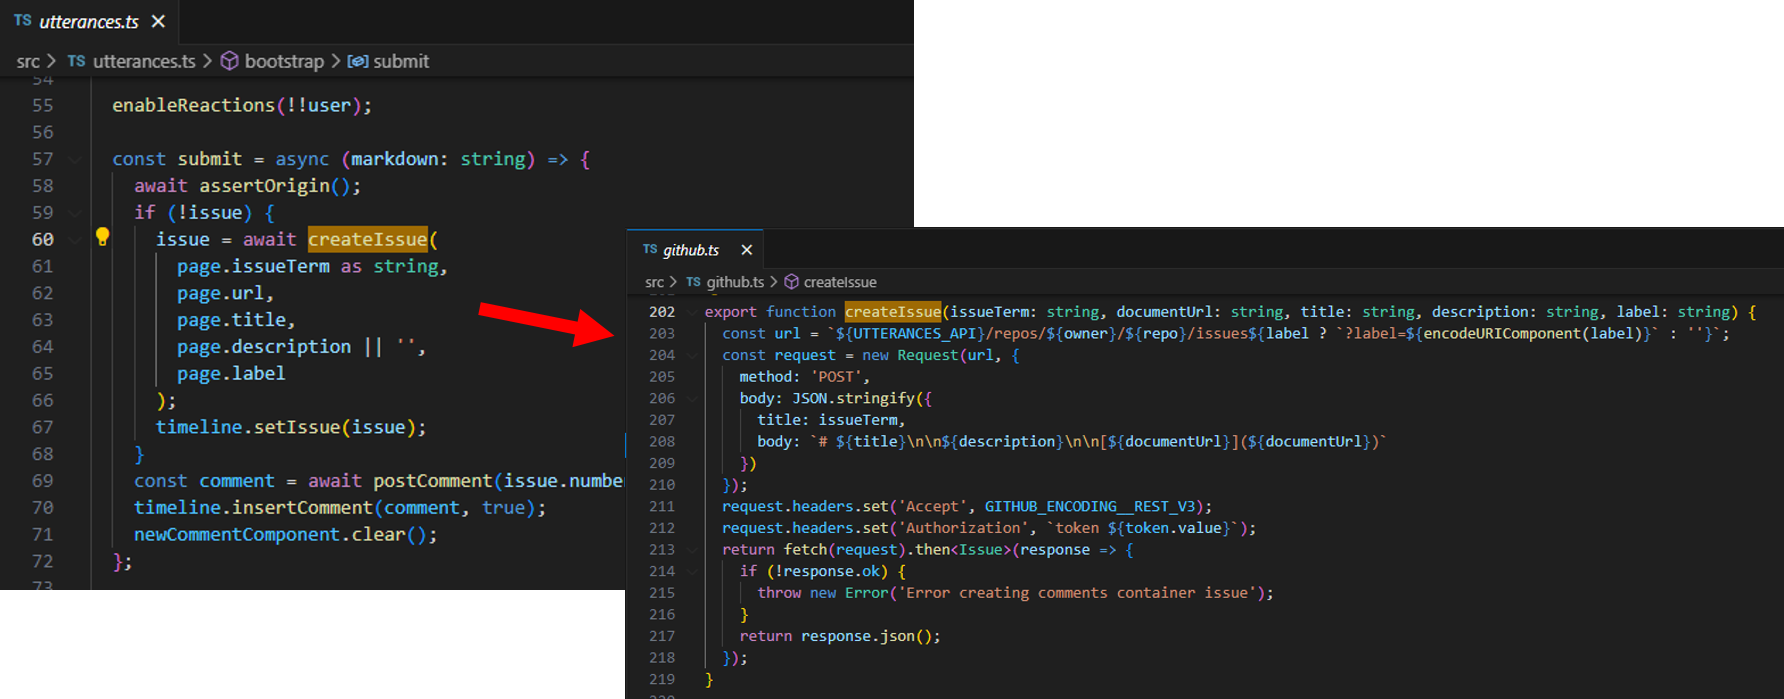 TS utterances.ts ×
src > TS utterances.ts > bootstrap > submit
54
55 enableReactions(!!user);
56
57 const submit = async (markdown: string) => {
58 await assertOrigin();
59 if (!issue) {
60 issue = await createIssue(
61 page.issueTerm as string,
62 page.url,
63 page.title,
64 page.description || '',
65 page.label
66 );
67 timeline.setIssue(issue);
68 }
69 const comment = await postComment(issue.numbe
70 timeline.insertComment(comment, true);
71 newCommentComponent.clear();
72 };
73
TS github.ts ×
src > TS github.ts > createIssue
202 export function createIssue(issueTerm: string, documentUrl: string, title: string, description: string, label: string) {
203 const url = `${UTTERANCES_API}/repos/${owner}/${repo}/issues${label ? `?label=${encodeURIComponent(label)}` : ''}`;
204 const request = new Request(url, {
205 method: 'POST',
206 body: JSON.stringify({
207 title: issueTerm,
208 body: `# ${title}\n\n${description}\n\n[${documentUrl}](${documentUrl})`
209 })
210 });
211 request.headers.set('Accept', GITHUB_ENCODING__REST_V3);
212 request.headers.set('Authorization', `token ${token.value}`);
213 return fetch(request).then<Issue>(response => {
214 if (!response.ok) {
215 throw new Error('Error creating comments container issue');
216 }
217 return response.json();
218 });
219 }